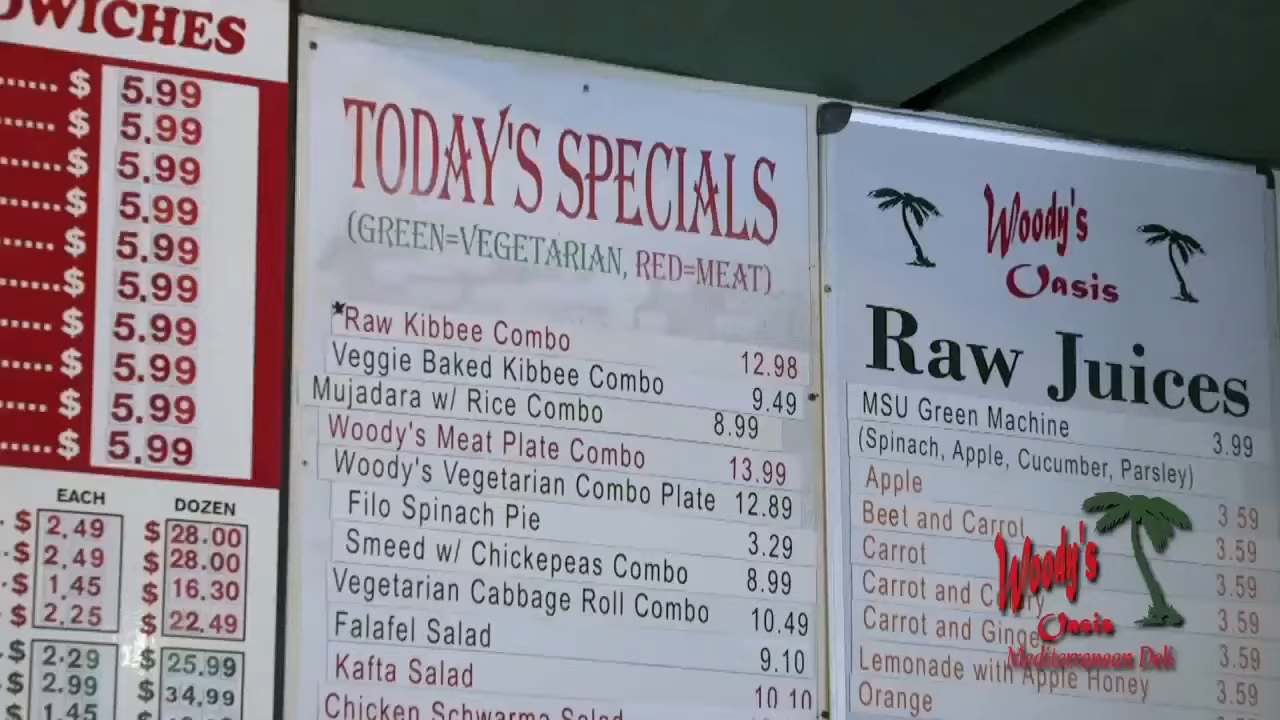 WICHES
$ 5.99
$ 5.99
$ 5.99
$ 5.99
$ 5.99
$ 5.99
$ 5.99
$ 5.99
$ 5.99
$ 5.99
EACH DOZEN
$ 2.49 $ 28.00
$ 2.49 $ 28.00
$ 1.45 $ 16.30
$ 2.25 $ 22.49
$ 2.29 $ 25.99
$ 2.99 $ 34.99
$ 1.45
TODAY'S SPECIALS
(GREEN=VEGETARIAN, RED=MEAT)
*Raw Kibbee Combo 12.98
Veggie Baked Kibbee Combo 9.49
Mujadara w/ Rice Combo 8.99
Woody's Meat Plate Combo 13.99
Woody's Vegetarian Combo Plate 12.89
Filo Spinach Pie 3.29
Smeed w/ Chickepeas Combo 8.99
Vegetarian Cabbage Roll Combo 10.49
Falafel Salad 9.10
Kafta Salad 10.10
Chicken Schwarma Salad
Woody's
Oasis
Raw Juices
MSU Green Machine 3.99
(Spinach, Apple, Cucumber, Parsley)
Apple 3 59
Beet and Carrot 3.59
Carrot 3.59
Carrot and 3.59
Carrot and Ginge 3.59
Lemonade with Apple Honey 3.59
Orange
Woody's
Oasis
Mediterranean Deli